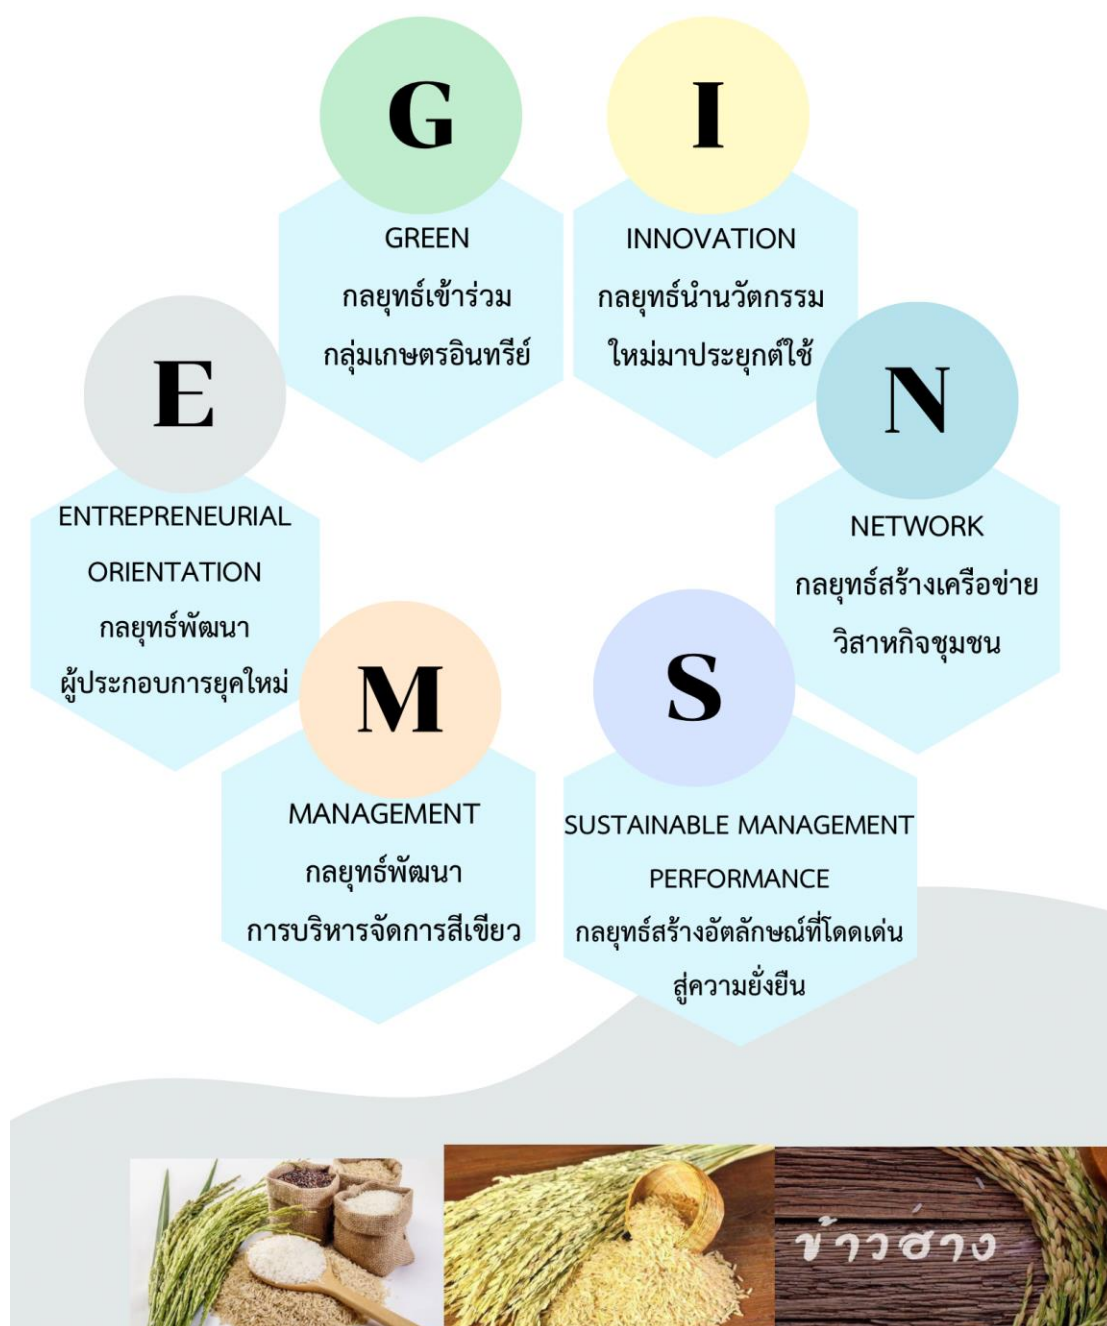 G
GREEN
กลยุทธ์เข้าร่วม
กลุ่มเกษตรอินทรีย์
I
INNOVATION
กลยุทธ์นำนวัตกรรม
ใหม่มาประยุกต์ใช้
E
ENTREPRENEURIAL
ORIENTATION
กลยุทธ์พัฒนา
ผู้ประกอบการยุคใหม่
N
NETWORK
กลยุทธ์สร้างเครือข่าย
วิสาหกิจชุมชน
M
MANAGEMENT
กลยุทธ์พัฒนา
การบริหารจัดการสีเขียว
S
SUSTAINABLE MANAGEMENT
PERFORMANCE
กลยุทธ์สร้างอัตลักษณ์ที่โดดเด่น
สู่ความยั่งยืน
ข้าวฮ่าง